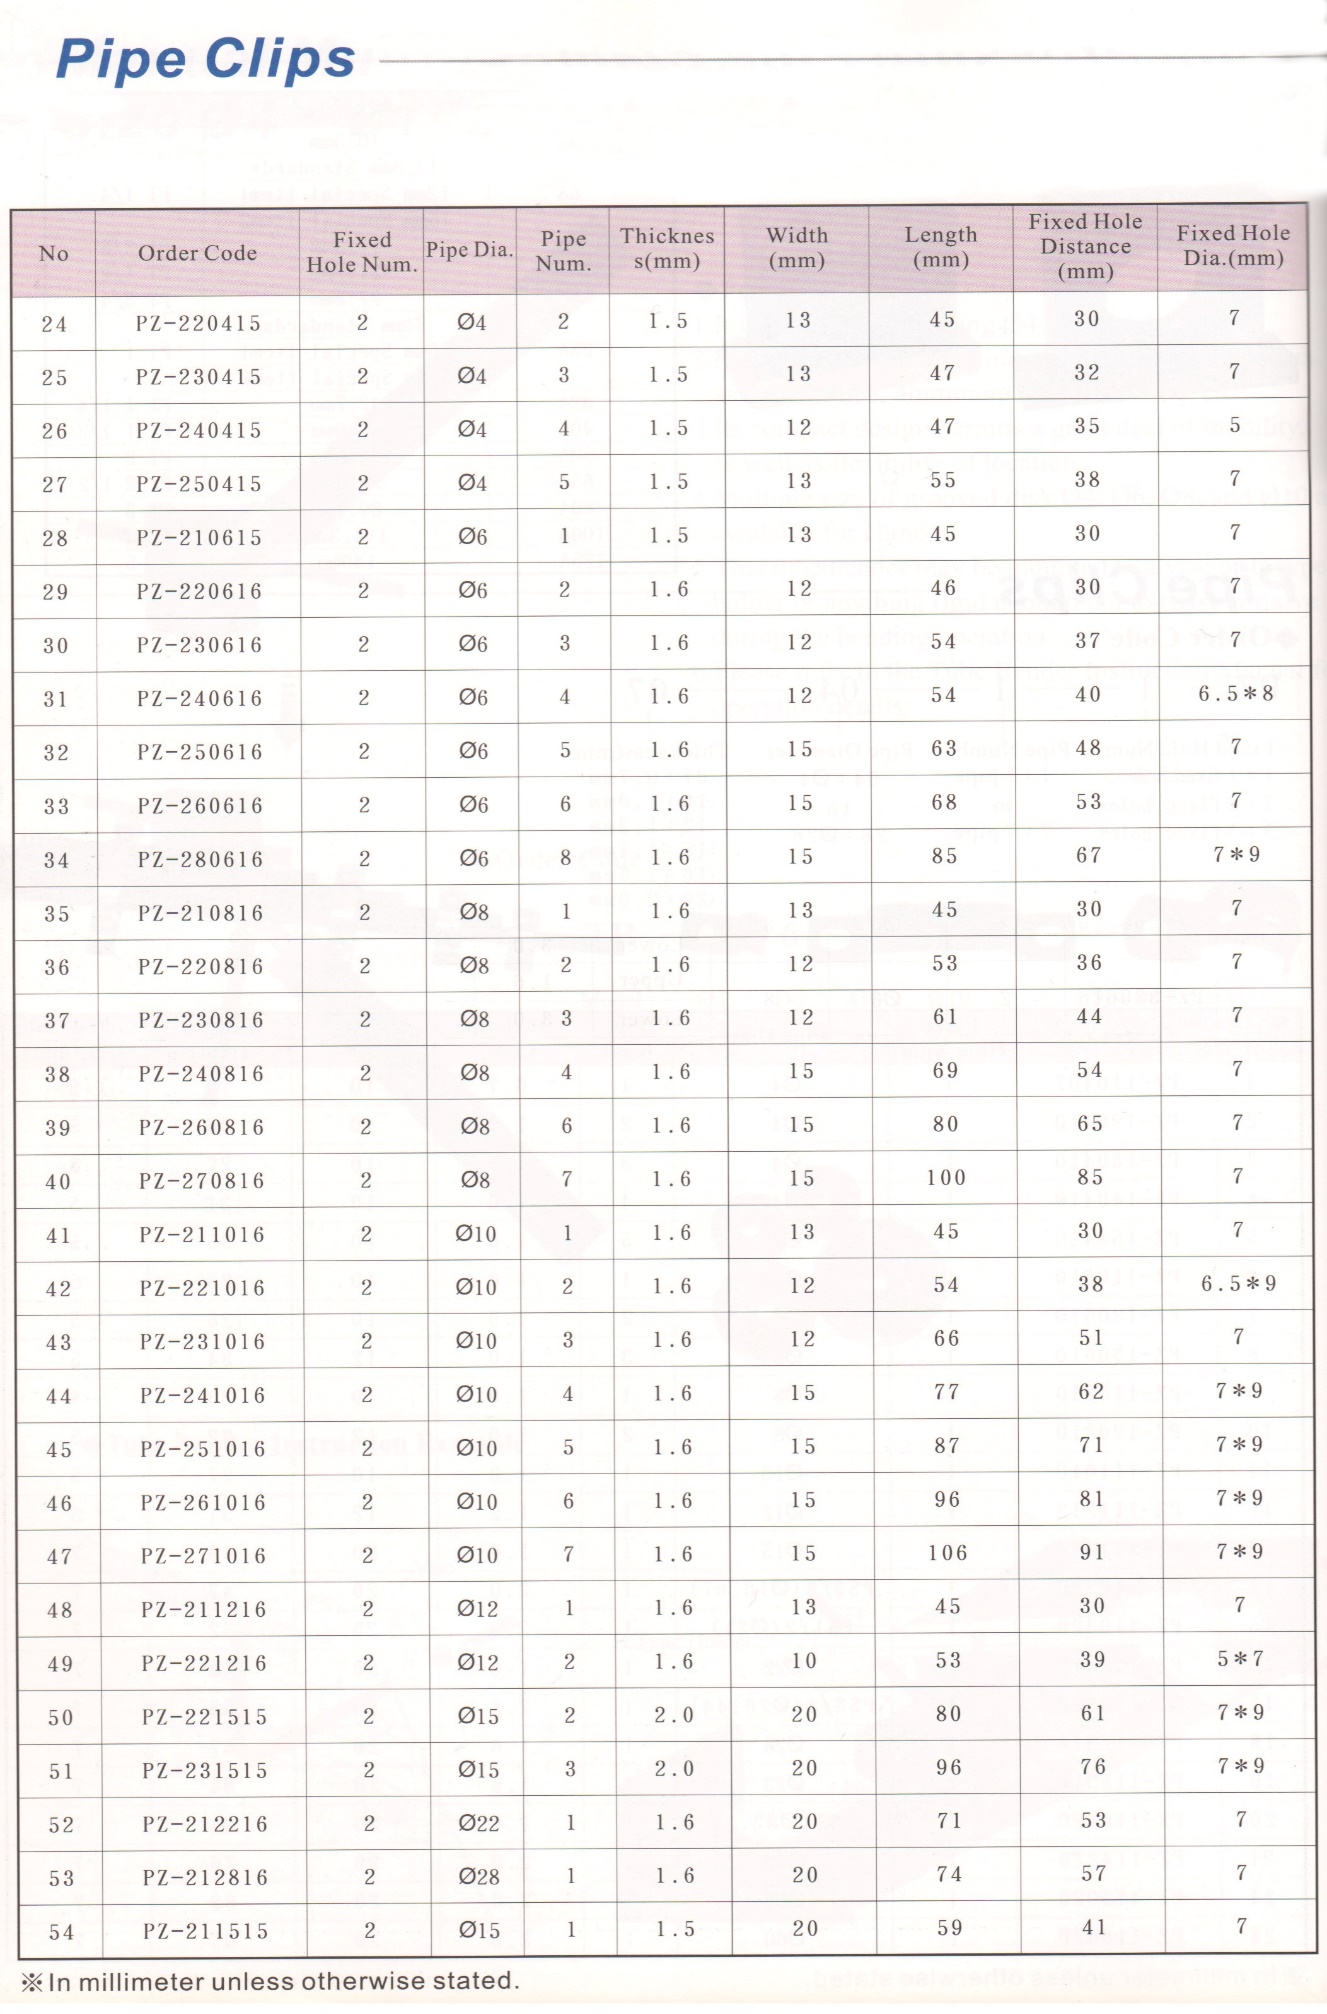 Pipe Clips
No Order Code Fixed Hole Num. Pipe Dia. Pipe Num. Thicknes s(mm) Width (mm) Length (mm) Fixed Hole Distance (mm) Fixed Hole Dia.(mm)
24 PZ-220415 2 Ø4 2 1.5 13 45 30 7
25 PZ-230415 2 Ø4 3 1.5 13 47 32 7
26 PZ-240415 2 Ø4 4 1.5 12 47 35 5
27 PZ-250415 2 Ø4 5 1.5 13 55 38 7
28 PZ-210615 2 Ø6 1 1.5 13 45 30 7
29 PZ-220616 2 Ø6 2 1.6 12 46 30 7
30 PZ-230616 2 Ø6 3 1.6 12 54 37 7
31 PZ-240616 2 Ø6 4 1.6 12 54 40 6.5*8
32 PZ-250616 2 Ø6 5 1.6 15 63 48 7
33 PZ-260616 2 Ø6 6 1.6 15 68 53 7
34 PZ-280616 2 Ø6 8 1.6 15 85 67 7*9
35 PZ-210816 2 Ø8 1 1.6 13 45 30 7
36 PZ-220816 2 Ø8 2 1.6 12 53 36 7
37 PZ-230816 2 Ø8 3 1.6 12 61 44 7
38 PZ-240816 2 Ø8 4 1.6 15 69 54 7
39 PZ-260816 2 Ø8 6 1.6 15 80 65 7
40 PZ-270816 2 Ø8 7 1.6 15 100 85 7
41 PZ-211016 2 Ø10 1 1.6 13 45 30 7
42 PZ-221016 2 Ø10 2 1.6 12 54 38 6.5*9
43 PZ-231016 2 Ø10 3 1.6 12 66 51 7
44 PZ-241016 2 Ø10 4 1.6 15 77 62 7*9
45 PZ-251016 2 Ø10 5 1.6 15 87 71 7*9
46 PZ-261016 2 Ø10 6 1.6 15 96 81 7*9
47 PZ-271016 2 Ø10 7 1.6 15 106 91 7*9
48 PZ-211216 2 Ø12 1 1.6 13 45 30 7
49 PZ-221216 2 Ø12 2 1.6 10 53 39 5*7
50 PZ-221515 2 Ø15 2 2.0 20 80 61 7*9
51 PZ-231515 2 Ø15 3 2.0 20 96 76 7*9
52 PZ-212216 2 Ø22 1 1.6 20 71 53 7
53 PZ-212816 2 Ø28 1 1.6 20 74 57 7
54 PZ-211515 2 Ø15 1 1.5 20 59 41 7
※In millimeter unless otherwise stated.